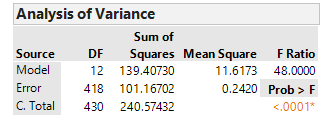 Analysis of Variance
Sum of
Source DF Squares Mean Square F Ratio
Model 12 139.40730 11.6173 48.0000
Error 418 101.16702 0.2420 Prob > F
C. Total 430 240.57432 <.0001*